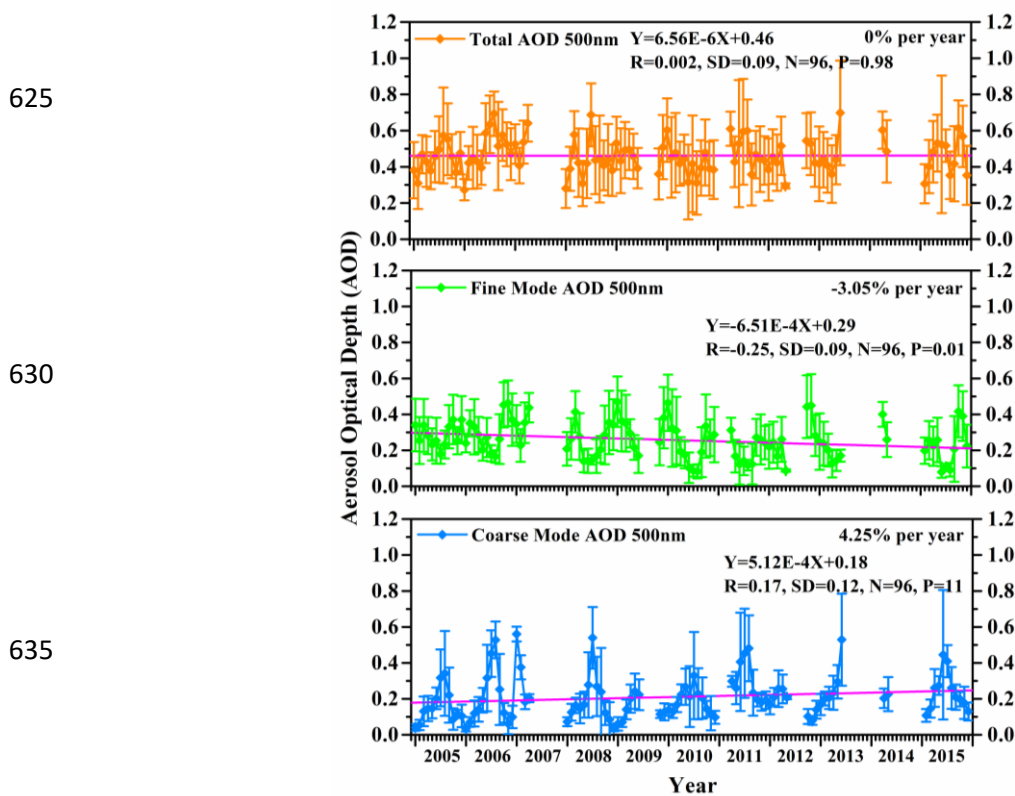 1.2 1.2
Total AOD 500nm Y=6.56E-6X+0.46 0% per year
R=0.002, SD=0.09, N=96, P=0.98
1.0 1.0
625
0.8 0.8
0.6 0.6
0.4 0.4
0.2 0.2
0.0 0.0
Aerosol Optical Depth (AOD)
1.2 1.2
Fine Mode AOD 500nm -3.05% per year
1.0 1.0
Y=-6.51E-4X+0.29
0.8 0.8
R=-0.25, SD=0.09, N=96, P=0.01
630
0.6 0.6
0.4 0.4
0.2 0.2
0.0 0.0
1.2 1.2
Coarse Mode AOD 500nm 4.25% per year
1.0 1.0
Y=5.12E-4X+0.18
R=0.17, SD=0.12, N=96, P=11
0.8 0.8
0.6 0.6
635
0.4 0.4
0.2 0.2
0.0 0.0
2005 2006 2007 2008 2009 2010 2011 2012 2013 2014 2015
Year